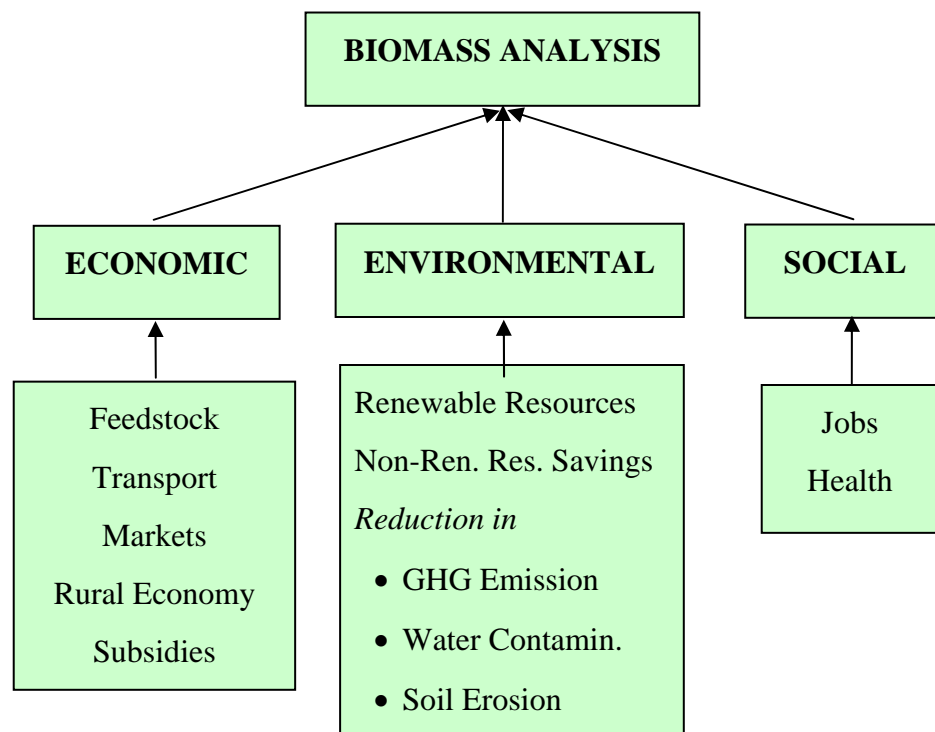 BIOMASS ANALYSIS
ECONOMIC
ENVIRONMENTAL
SOCIAL
Feedstock
Transport
Markets
Rural Economy
Subsidies
Renewable Resources
Non-Ren. Res. Savings
Reduction in
• GHG Emission
• Water Contamin.
• Soil Erosion
Jobs
Health